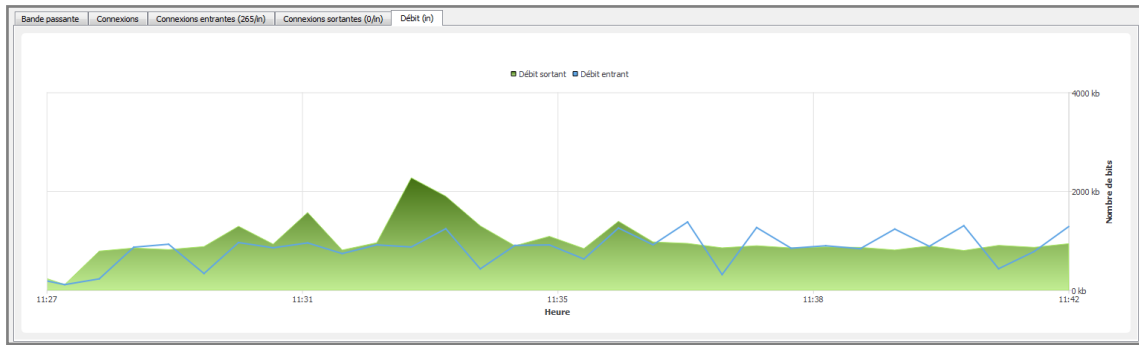 Bande passante Connexions Connexions entrantes (265/in) Connexions sortantes (0/in) Débit (in)
Débit sortant Débit entrant
4000 kb
2000 kb
Nombre de bits
0 kb
11:27 11:31 11:35 11:38 11:42
Heure